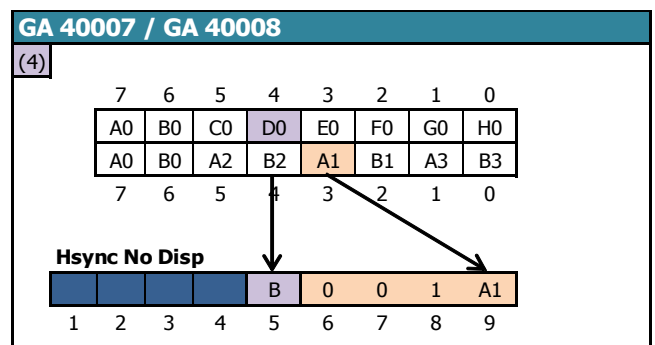 GA 40007 / GA 40008
(4)
7 6 5 4 3 2 1 0
A0 B0 C0 D0 E0 F0 G0 H0
A0 B0 A2 B2 A1 B1 A3 B3
7 6 5 4 3 2 1 0
Hsync No Disp
B 0 0 1 A1
1 2 3 4 5 6 7 8 9